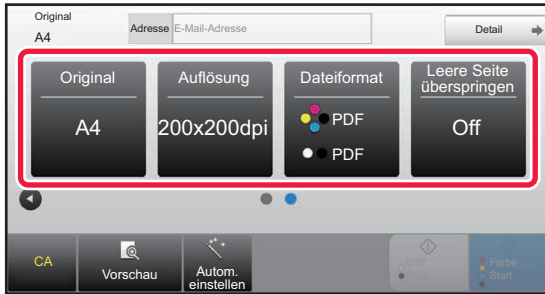 Original
A4
Adresse E-Mail-Adresse
Detail
Original
A4
Auflösung
200x200dpi
Dateiformat
PDF
PDF
Leere Seite
überspringen
Off
CA
Vorschau
Autom.
einstellen
S/W
Start
Farbe
Start